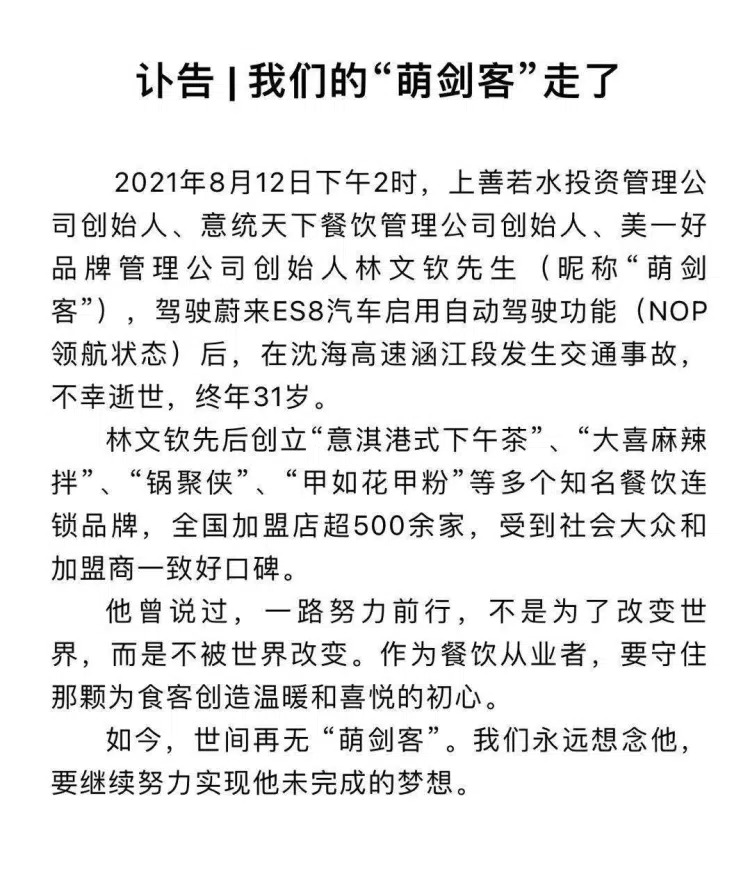 讣告 | 我们的“萌剑客”走了
2021年8月12日下午2时，上善若水投资管理公
司创始人、意统天下餐饮管理公司创始人、美一好
品牌管理公司创始人林文钦先生（昵称“萌剑
客”），驾驶蔚来ES8汽车启用自动驾驶功能（NOP
领航状态）后，在沈海高速涵江段发生交通事故，
不幸逝世，终年31岁。
林文钦先后创立“意淇港式下午茶”、“大喜麻辣
拌”、“锅聚侠”、“甲如花甲粉”等多个知名餐饮连
锁品牌，全国加盟店超500余家，受到社会大众和
加盟商一致好口碑。
他曾说过，一路努力前行，不是为了改变世
界，而是不被世界改变。作为餐饮从业者，要守住
那颗为食客创造温暖和喜悦的初心。
如今，世间再无 “萌剑客”。我们永远想念他，
要继续努力实现他未完成的梦想。